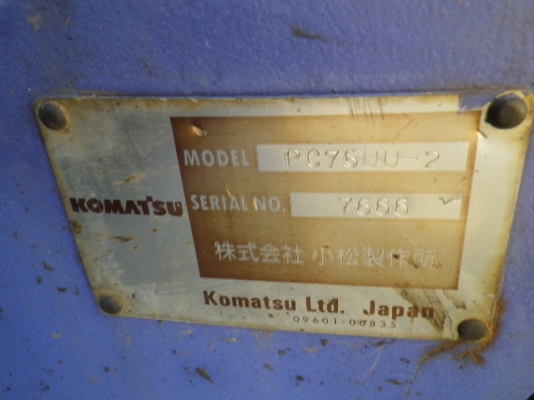 MODEL PC75UU-2
KOMATSU
SERIAL NO. 7666
株式会社 小松製作所
Komatsu Ltd. Japan
09601-00835